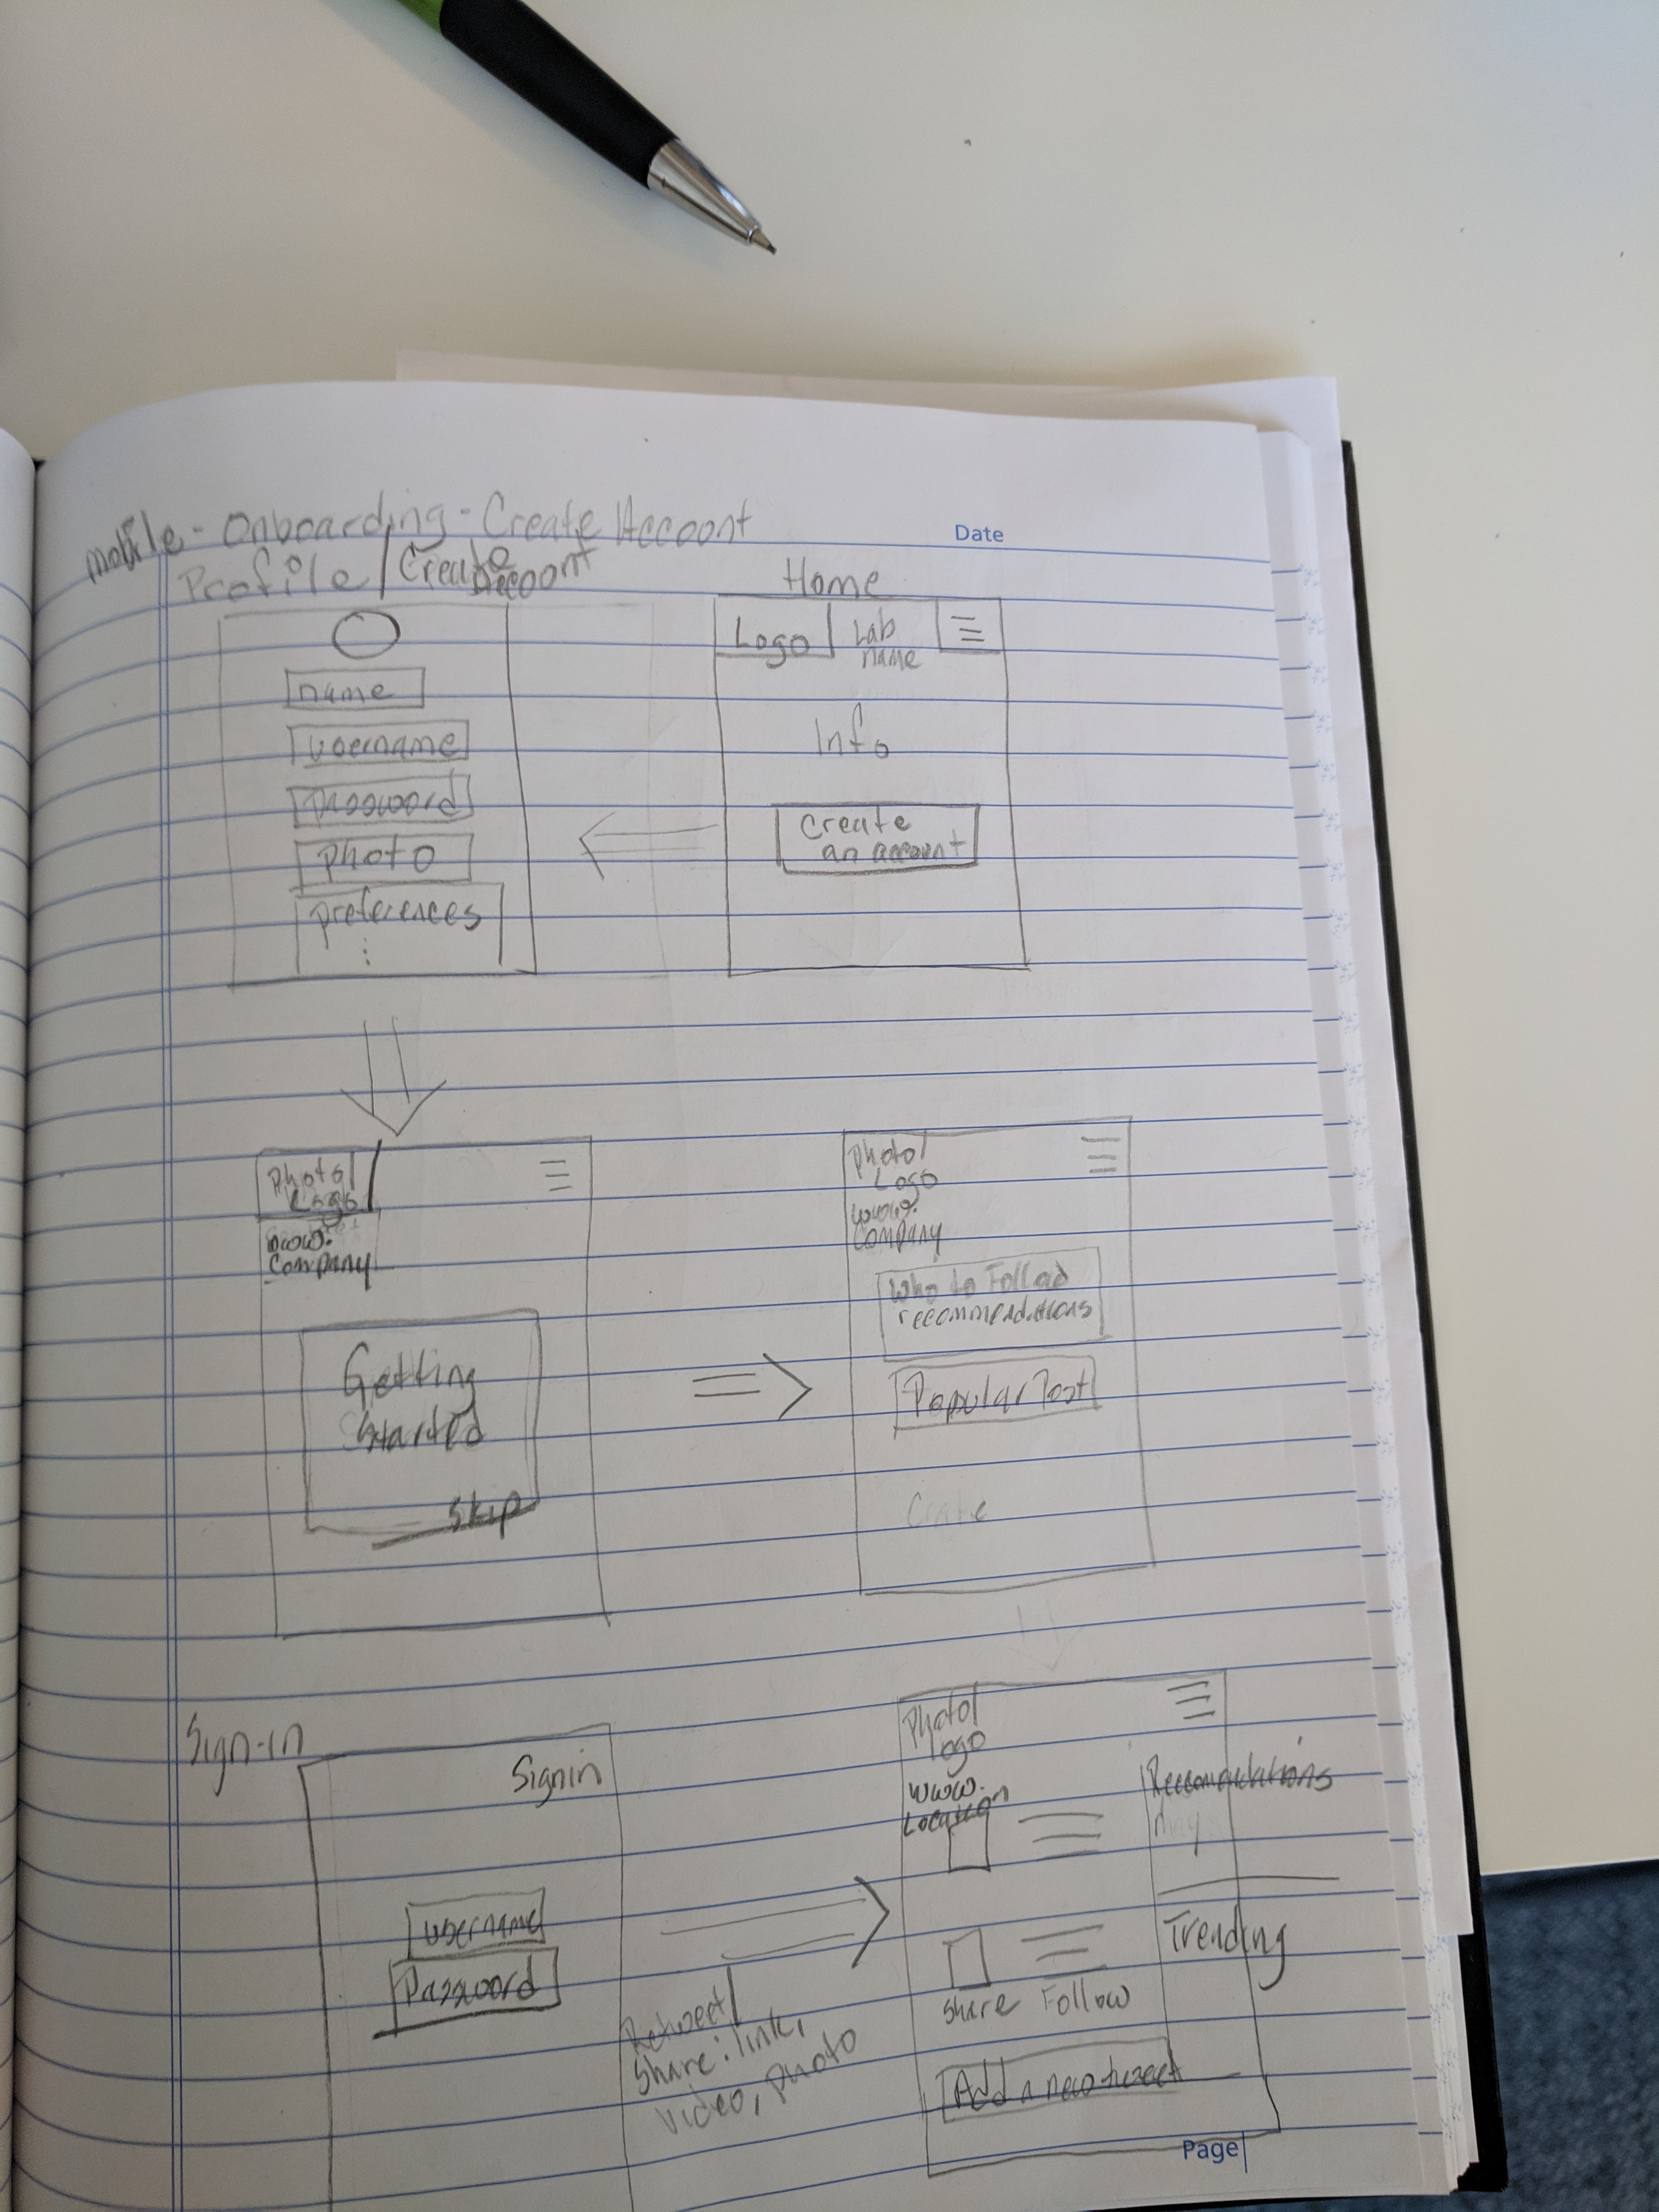 mobile - Onboarding - Create Account
Date
Profile / Create
Account
Home
name
username
Password
photo
preferences
Logo
Lab
name
Info
Create
an account
Photo/
Logo
www.
Company
Getting
Started
Skip
Photo/
Logo
www.
Company
Who to Follow
recommendations
Popular Post
Sign-in
Signin
username
Password
Retweet/
Share: link,
video, photo
Photo/
Logo
www.
Location
Trending
Share Follow
Add a new tweet
Page